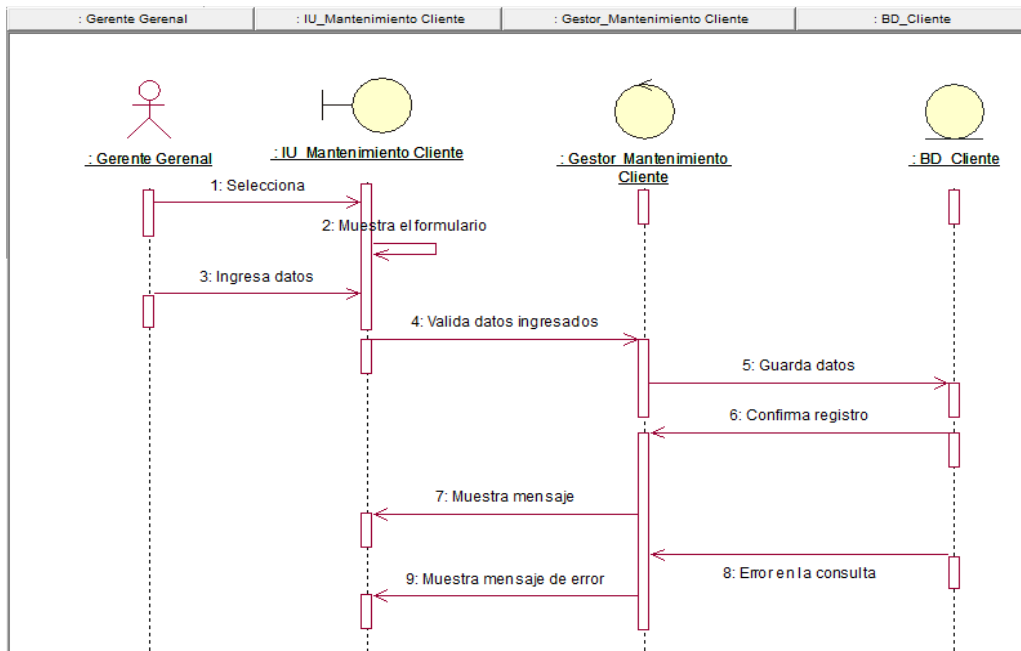 : Gerente Gerenal
: IU_Mantenimiento Cliente
: Gestor_Mantenimiento Cliente
: BD_Cliente
: Gerente Gerenal
: IU_Mantenimiento Cliente
: Gestor_Mantenimiento
Cliente
: BD_Cliente
1: Selecciona
2: Muestra el formulario
3: Ingresa datos
4: Valida datos ingresados
5: Guarda datos
6: Confirma registro
7: Muestra mensaje
8: Error en la consulta
9: Muestra mensaje de error